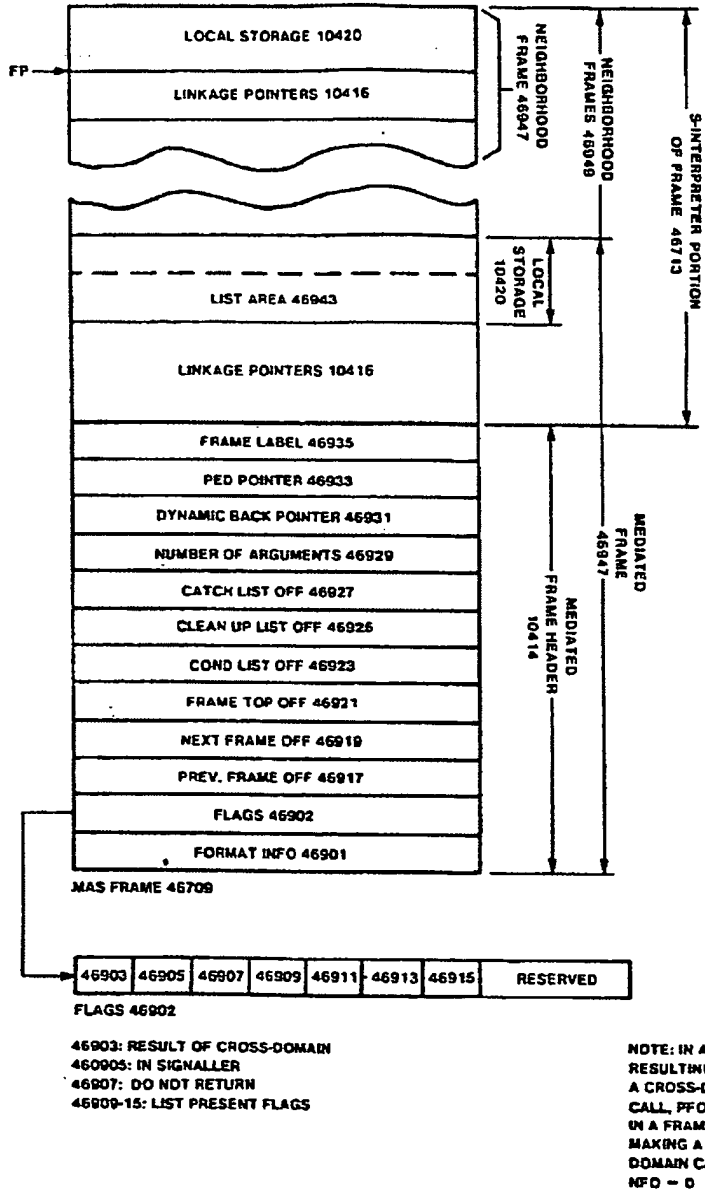 LOCAL STORAGE 10420
FP
LINKAGE POINTERS 10416
NEIGHBORHOOD
FRAME 46947
NEIGHBORHOOD
FRAMES 46949
S-INTERPRETER PORTION
OF FRAME 46713
LOCAL
STORAGE
10420
LIST AREA 46943
LINKAGE POINTERS 10416
FRAME LABEL 46935
PED POINTER 46933
DYNAMIC BACK POINTER 46931
NUMBER OF ARGUMENTS 46929
CATCH LIST OFF 46927
CLEAN UP LIST OFF 46925
COND LIST OFF 46923
FRAME TOP OFF 46921
NEXT FRAME OFF 46919
PREV. FRAME OFF 46917
FLAGS 46902
FORMAT INFO 46901
MEDIATED
FRAME HEADER
10414
MEDIATED
FRAME
46947
MAS FRAME 46709
46903 46905 46907 46909 46911 46913 46915 RESERVED
FLAGS 46902
46903: RESULT OF CROSS-DOMAIN
460905: IN SIGNALLER
46907: DO NOT RETURN
46909-15: LIST PRESENT FLAGS
NOTE: IN A
RESULTING
A CROSS-D
CALL, PFO
IN A FRAM
MAKING A
DOMAIN CA
NFO = 0